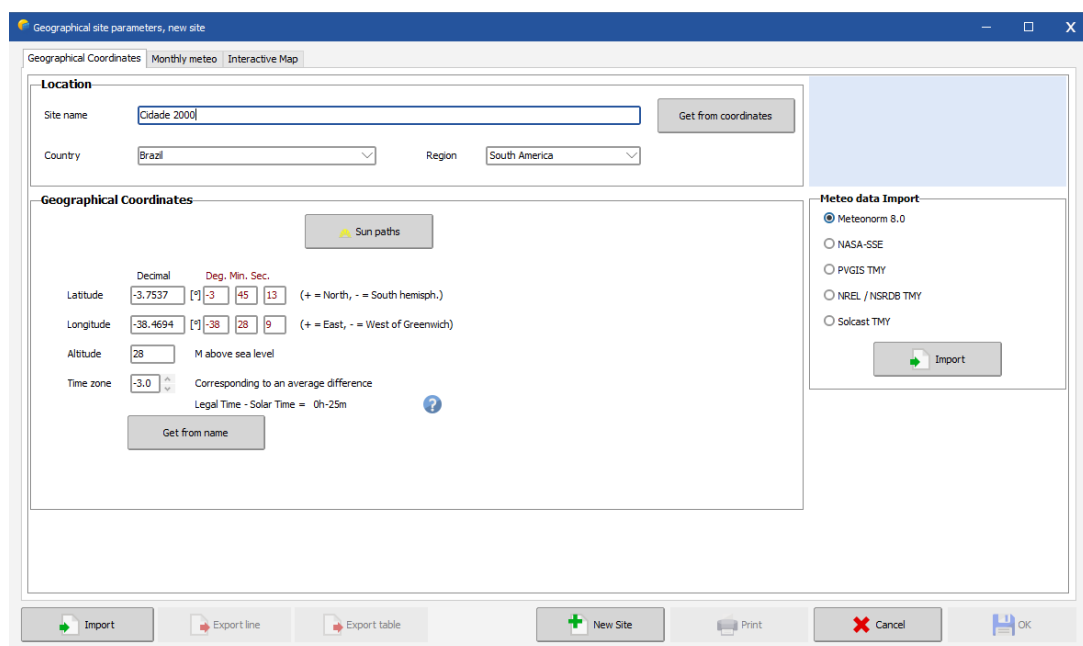 Geographical site parameters, new site
Geographical Coordinates Monthly meteo Interactive Map
Location
Site name Cidade 2000 Get from coordinates
Country Brazil Region South America
Geographical Coordinates
Sun paths
Decimal Deg. Min. Sec.
Latitude -3.7537 [°] -3 45 13 (+ = North, - = South hemisph.)
Longitude -38.4694 [°] -38 28 9 (+ = East, - = West of Greenwich)
Altitude 28 M above sea level
Time zone -3.0 Corresponding to an average difference
Legal Time - Solar Time = 0h-25m ?
Get from name
Meteo data Import
Meteonorm 8.0
NASA-SSE
PVGIS TMY
NREL / NSRDB TMY
Solcast TMY
Import
Import Export line Export table New Site Print Cancel OK